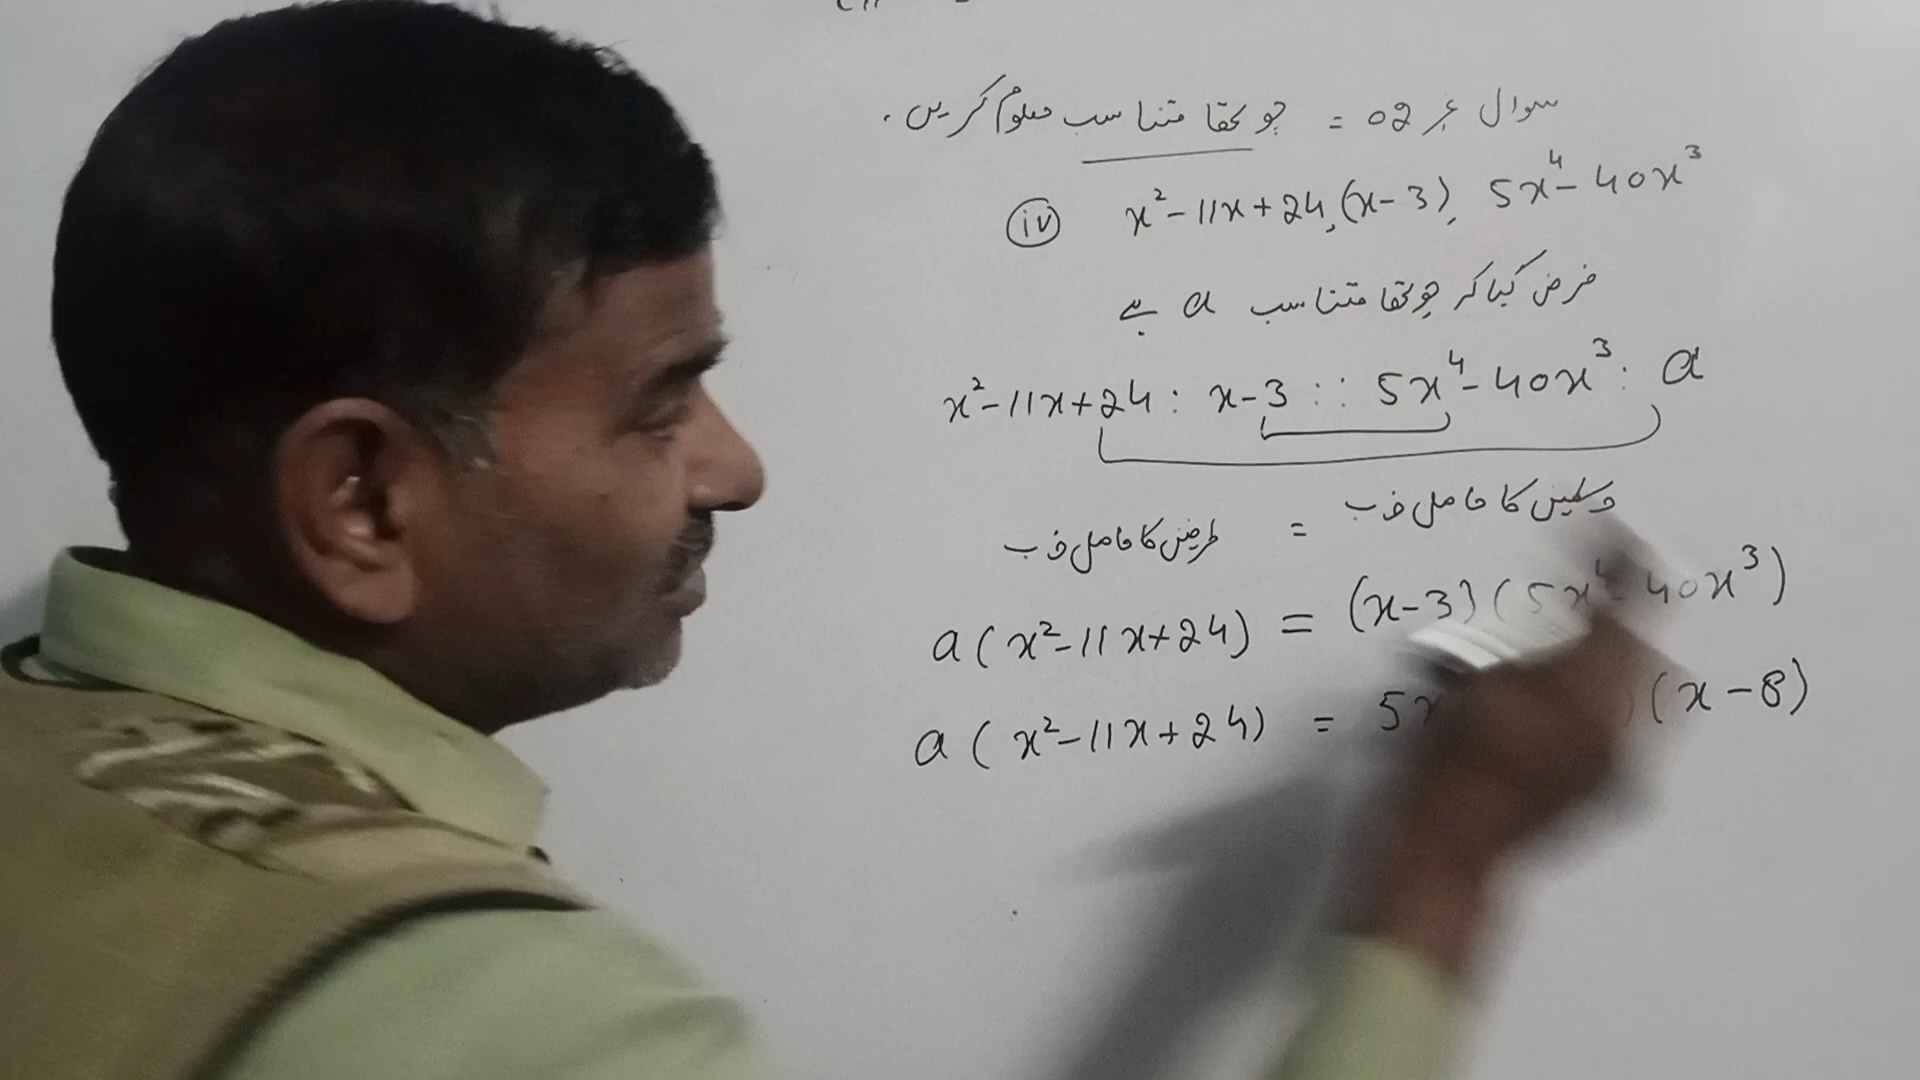 سوال نمبر 02 = چوتھا متناسب معلوم کریں۔
(iv) x²-11x+24, (x-3), 5x⁴-40x³
فرض کیا کہ چوتھا متناسب a ہے
x²-11x+24 : x-3 :: 5x⁴-40x³ : a
طرفین کا حاصل ضرب = وسطین کا حاصل ضرب
a(x²-11x+24) = (x-3)(5x⁴-40x³)
a(x²-11x+24) = 5x (x-8)